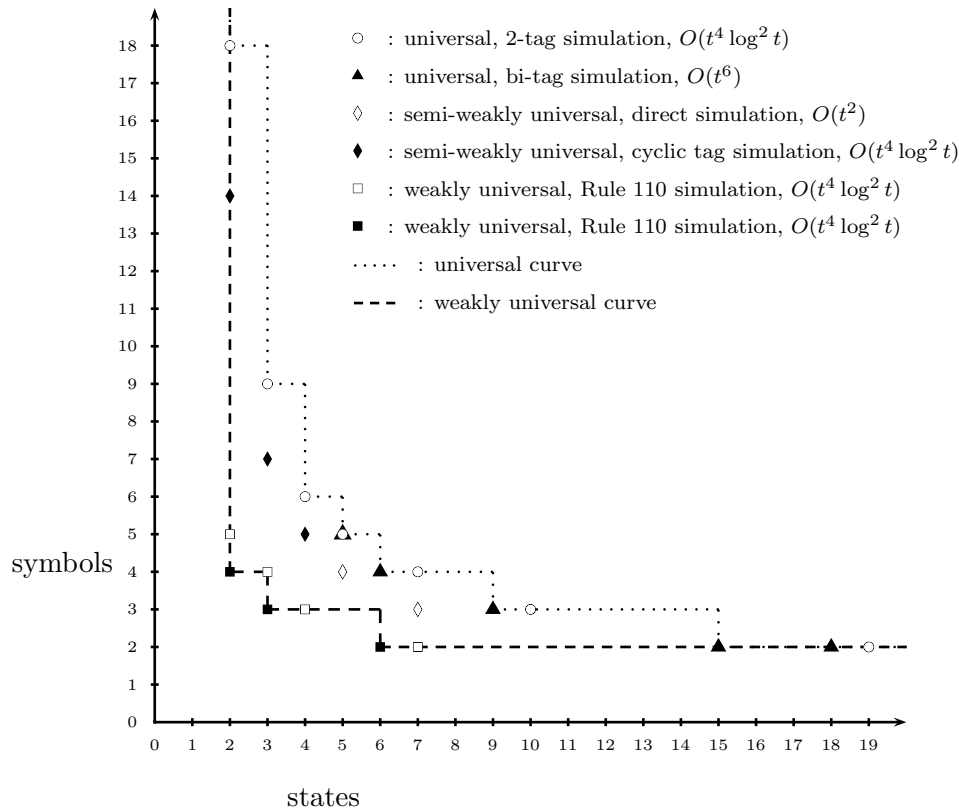 18
17
16
15
14
13
12
11
10
9
8
7
6
5
4
3
2
1
0
symbols
: universal, 2-tag simulation, O(t⁴ log² t)
: universal, bi-tag simulation, O(t⁶)
: semi-weakly universal, direct simulation, O(t²)
: semi-weakly universal, cyclic tag simulation, O(t⁴ log² t)
: weakly universal, Rule 110 simulation, O(t⁴ log² t)
: weakly universal, Rule 110 simulation, O(t⁴ log² t)
: universal curve
: weakly universal curve
0 1 2 3 4 5 6 7 8 9 10 11 12 13 14 15 16 17 18 19
states